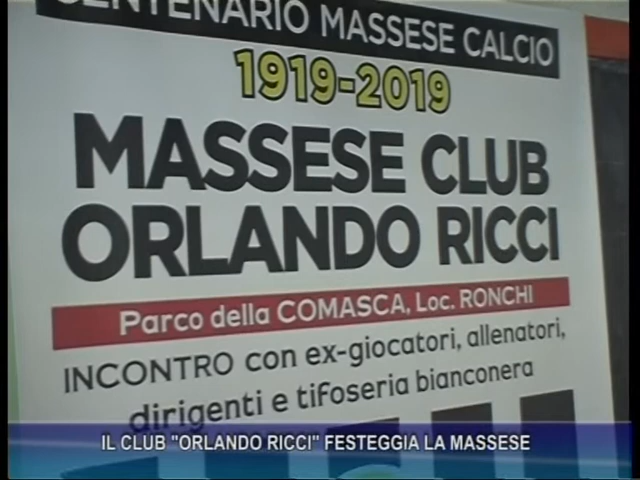 CENTENARIO MASSESE CALCIO
1919-2019
MASSESE CLUB
ORLANDO RICCI
Parco della COMASCA, Loc. RONCHI
INCONTRO con ex-giocatori, allenatori,
dirigenti e tifoseria bianconera
IL CLUB "ORLANDO RICCI" FESTEGGIA LA MASSESE